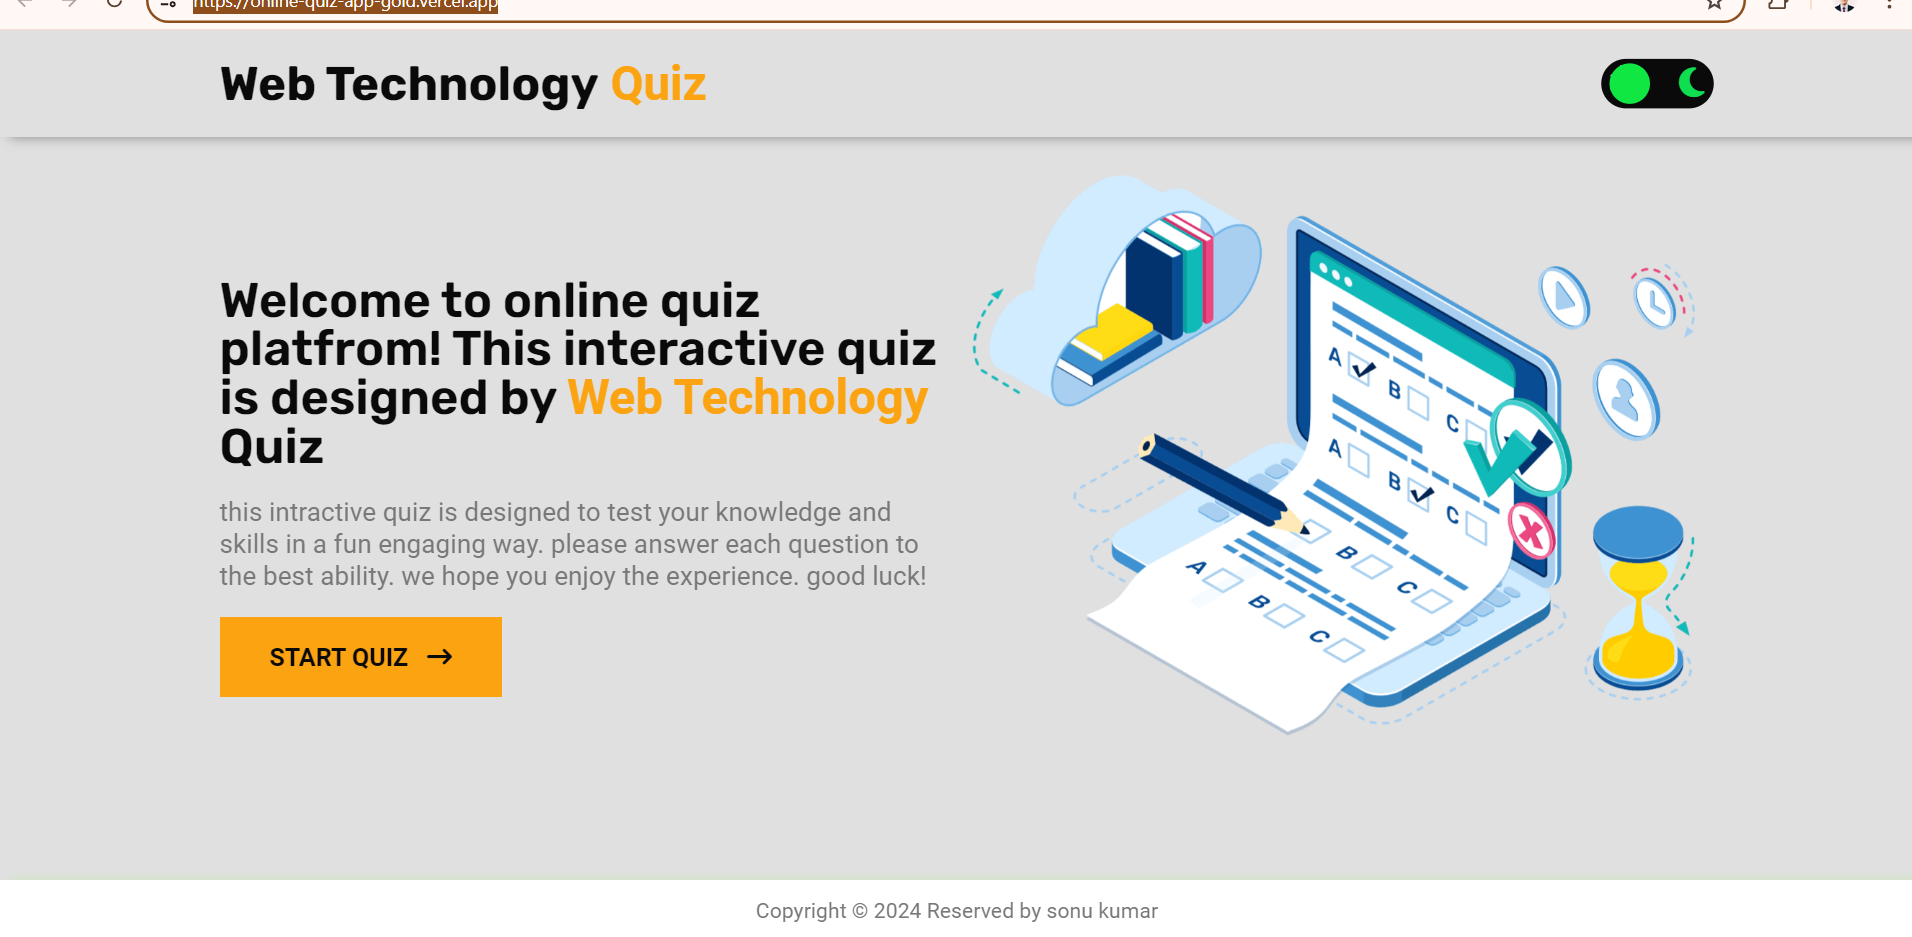 https://online-quiz-app-gold.vercel.app
Web Technology Quiz
Welcome to online quiz
platfrom! This interactive quiz
is designed by Web Technology
Quiz
this intractive quiz is designed to test your knowledge and
skills in a fun engaging way. please answer each question to
the best ability. we hope you enjoy the experience. good luck!
START QUIZ
A B C
A B C
A B C
A B C
Copyright © 2024 Reserved by sonu kumar